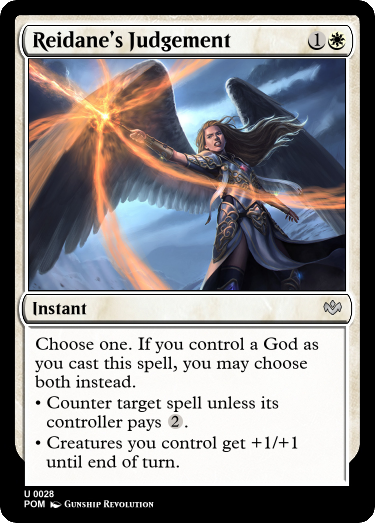 Reidane's Judgement 1
Instant
Choose one. If you control a God as
you cast this spell, you may choose
both instead.
• Counter target spell unless its
controller pays 2.
• Creatures you control get +1/+1
until end of turn.
U 0028
POM Gunship Revolution